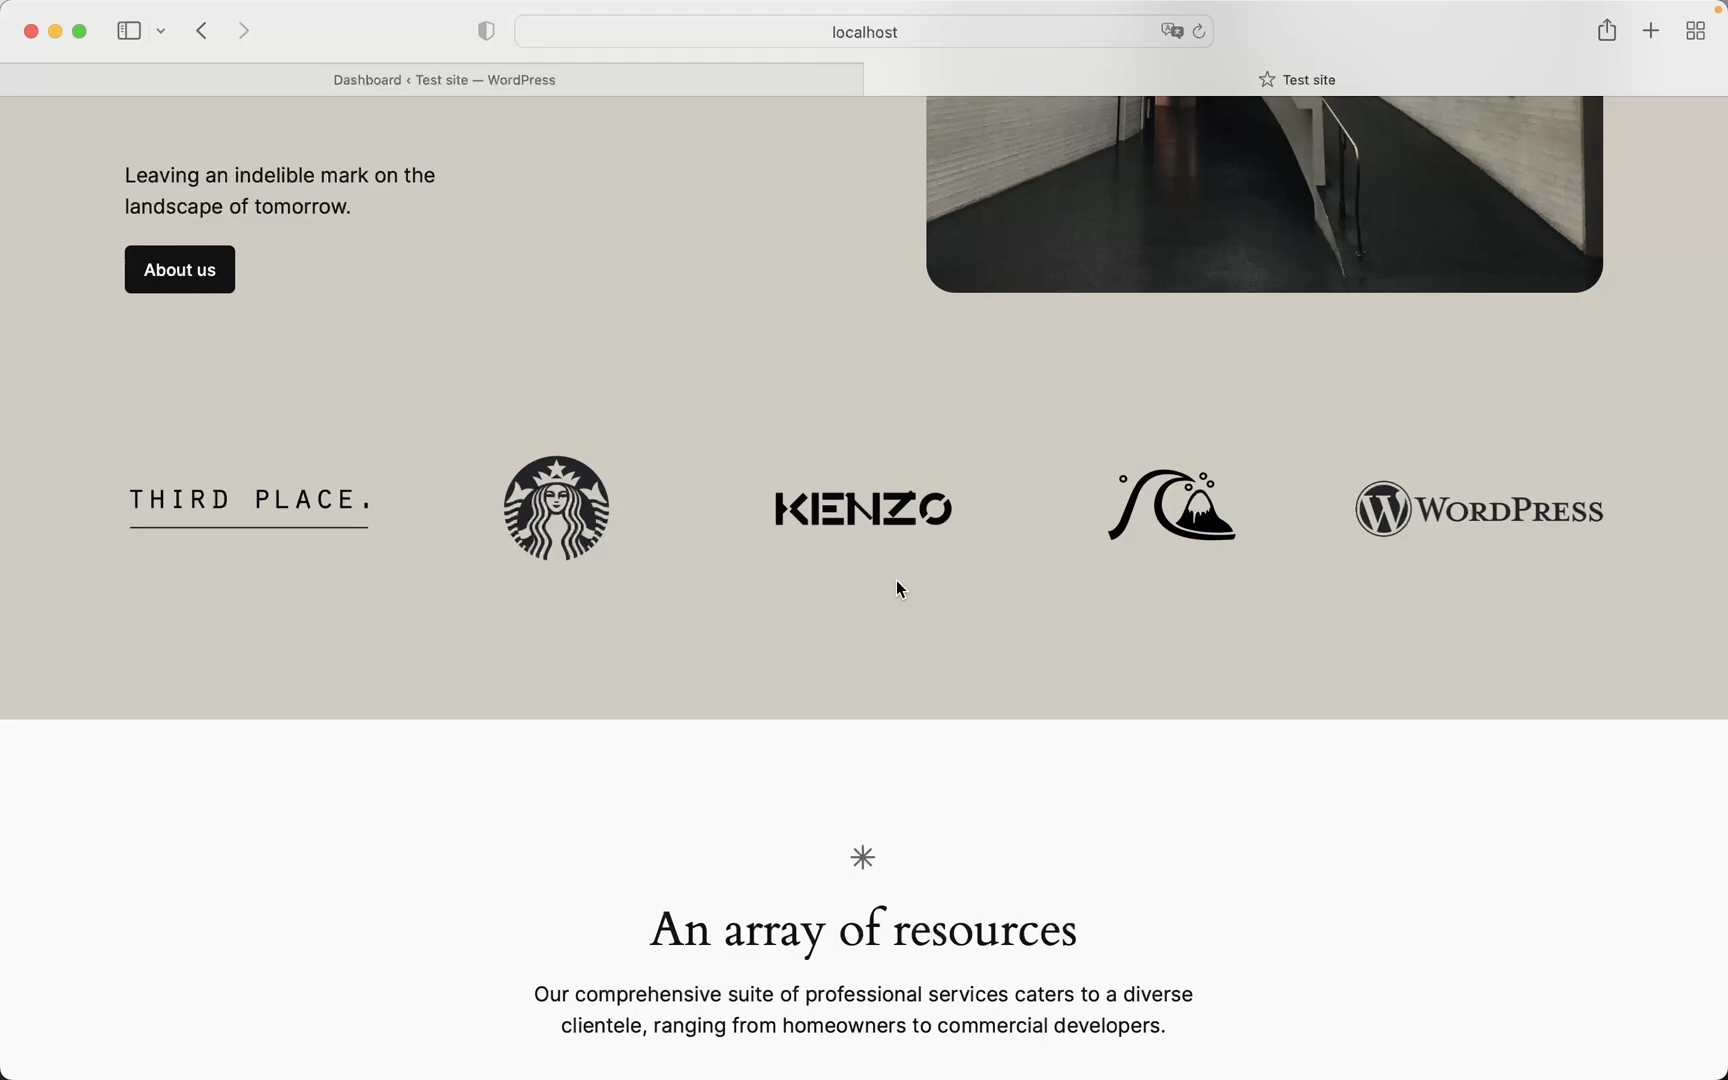 localhost
Dashboard ‹ Test site — WordPress
Test site
Leaving an indelible mark on the
landscape of tomorrow.
About us
THIRD PLACE.
KENZO
WORDPRESS
An array of resources
Our comprehensive suite of professional services caters to a diverse
clientele, ranging from homeowners to commercial developers.